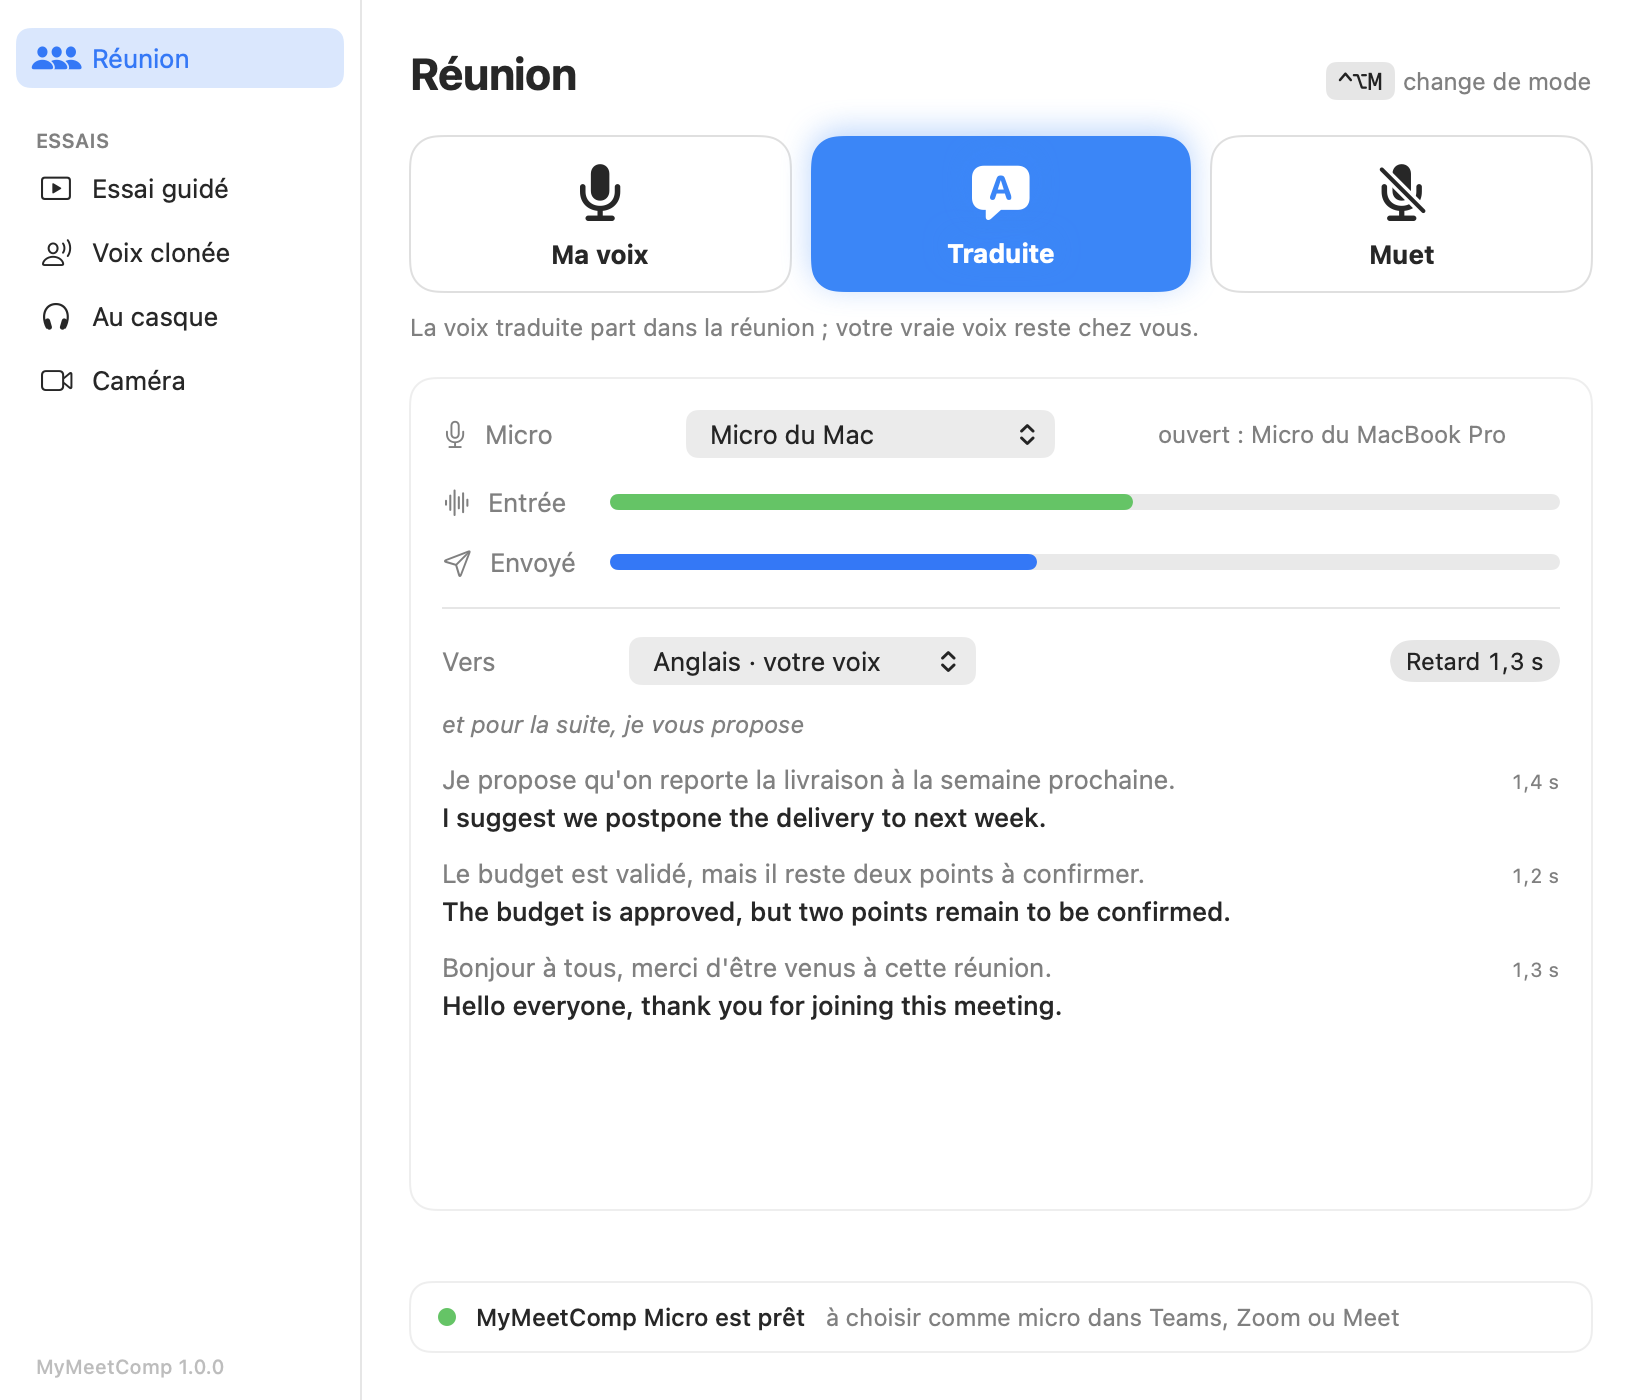 Réunion
ESSAIS
Essai guidé
Voix clonée
Au casque
Caméra
MyMeetComp 1.0.0
Réunion
^⌥M change de mode
Ma voix
A
Traduite
Muet
La voix traduite part dans la réunion ; votre vraie voix reste chez vous.
Micro
Micro du Mac
ouvert : Micro du MacBook Pro
Entrée
Envoyé
Vers
Anglais · votre voix
Retard 1,3 s
et pour la suite, je vous propose
Je propose qu'on reporte la livraison à la semaine prochaine.
1,4 s
I suggest we postpone the delivery to next week.
Le budget est validé, mais il reste deux points à confirmer.
1,2 s
The budget is approved, but two points remain to be confirmed.
Bonjour à tous, merci d'être venus à cette réunion.
1,3 s
Hello everyone, thank you for joining this meeting.
MyMeetComp Micro est prêt à choisir comme micro dans Teams, Zoom ou Meet